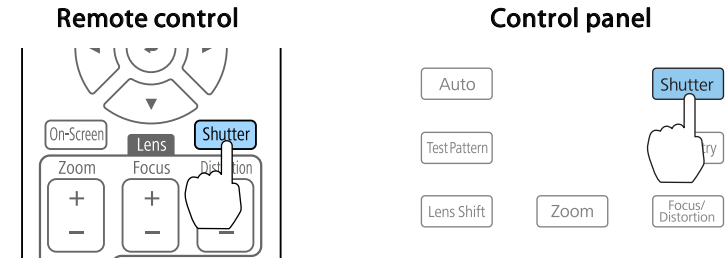 Remote control
Control panel
On-Screen
Lens
Shutter
Zoom
Focus
+
+
−
−
−
Auto
Shutter
Test Pattern
Lens Shift
Zoom
Focus/
Distortion